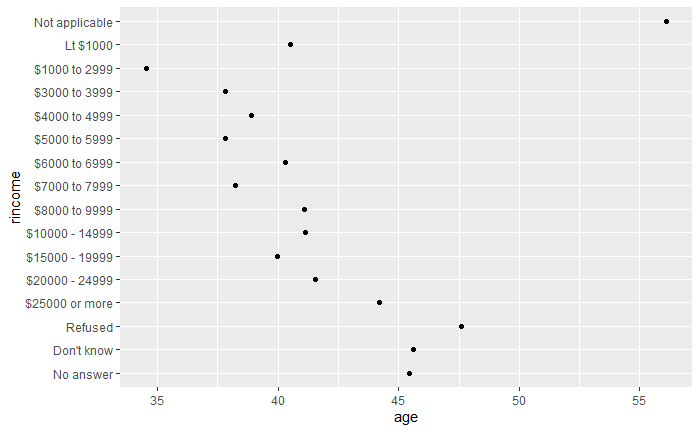 Not applicable
Lt $1000
$1000 to 2999
$3000 to 3999
$4000 to 4999
$5000 to 5999
$6000 to 6999
$7000 to 7999
$8000 to 9999
$10000 - 14999
$15000 - 19999
$20000 - 24999
$25000 or more
Refused
Don't know
No answer
rincome
35 40 45 50 55
age